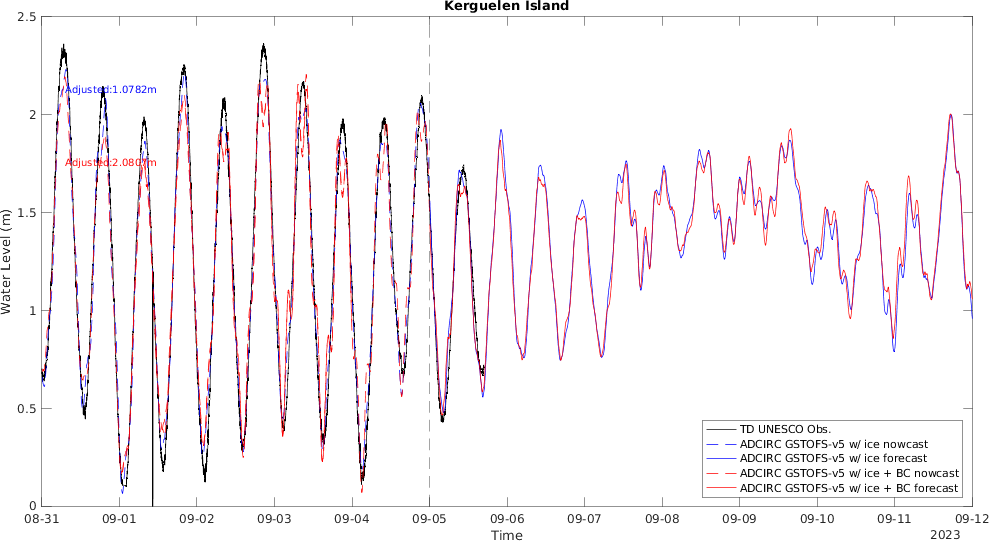 Kerguelen Island
2.5
2
1.5
1
0.5
0
Water Level (m)
Adjusted:1.0782m
Adjusted:2.0807m
TD UNESCO Obs.
ADCIRC GSTOFS-v5 w/ ice nowcast
ADCIRC GSTOFS-v5 w/ ice forecast
ADCIRC GSTOFS-v5 w/ ice + BC nowcast
ADCIRC GSTOFS-v5 w/ ice + BC forecast
08-31 09-01 09-02 09-03 09-04 09-05 09-06 09-07 09-08 09-09 09-10 09-11 09-12
Time
2023